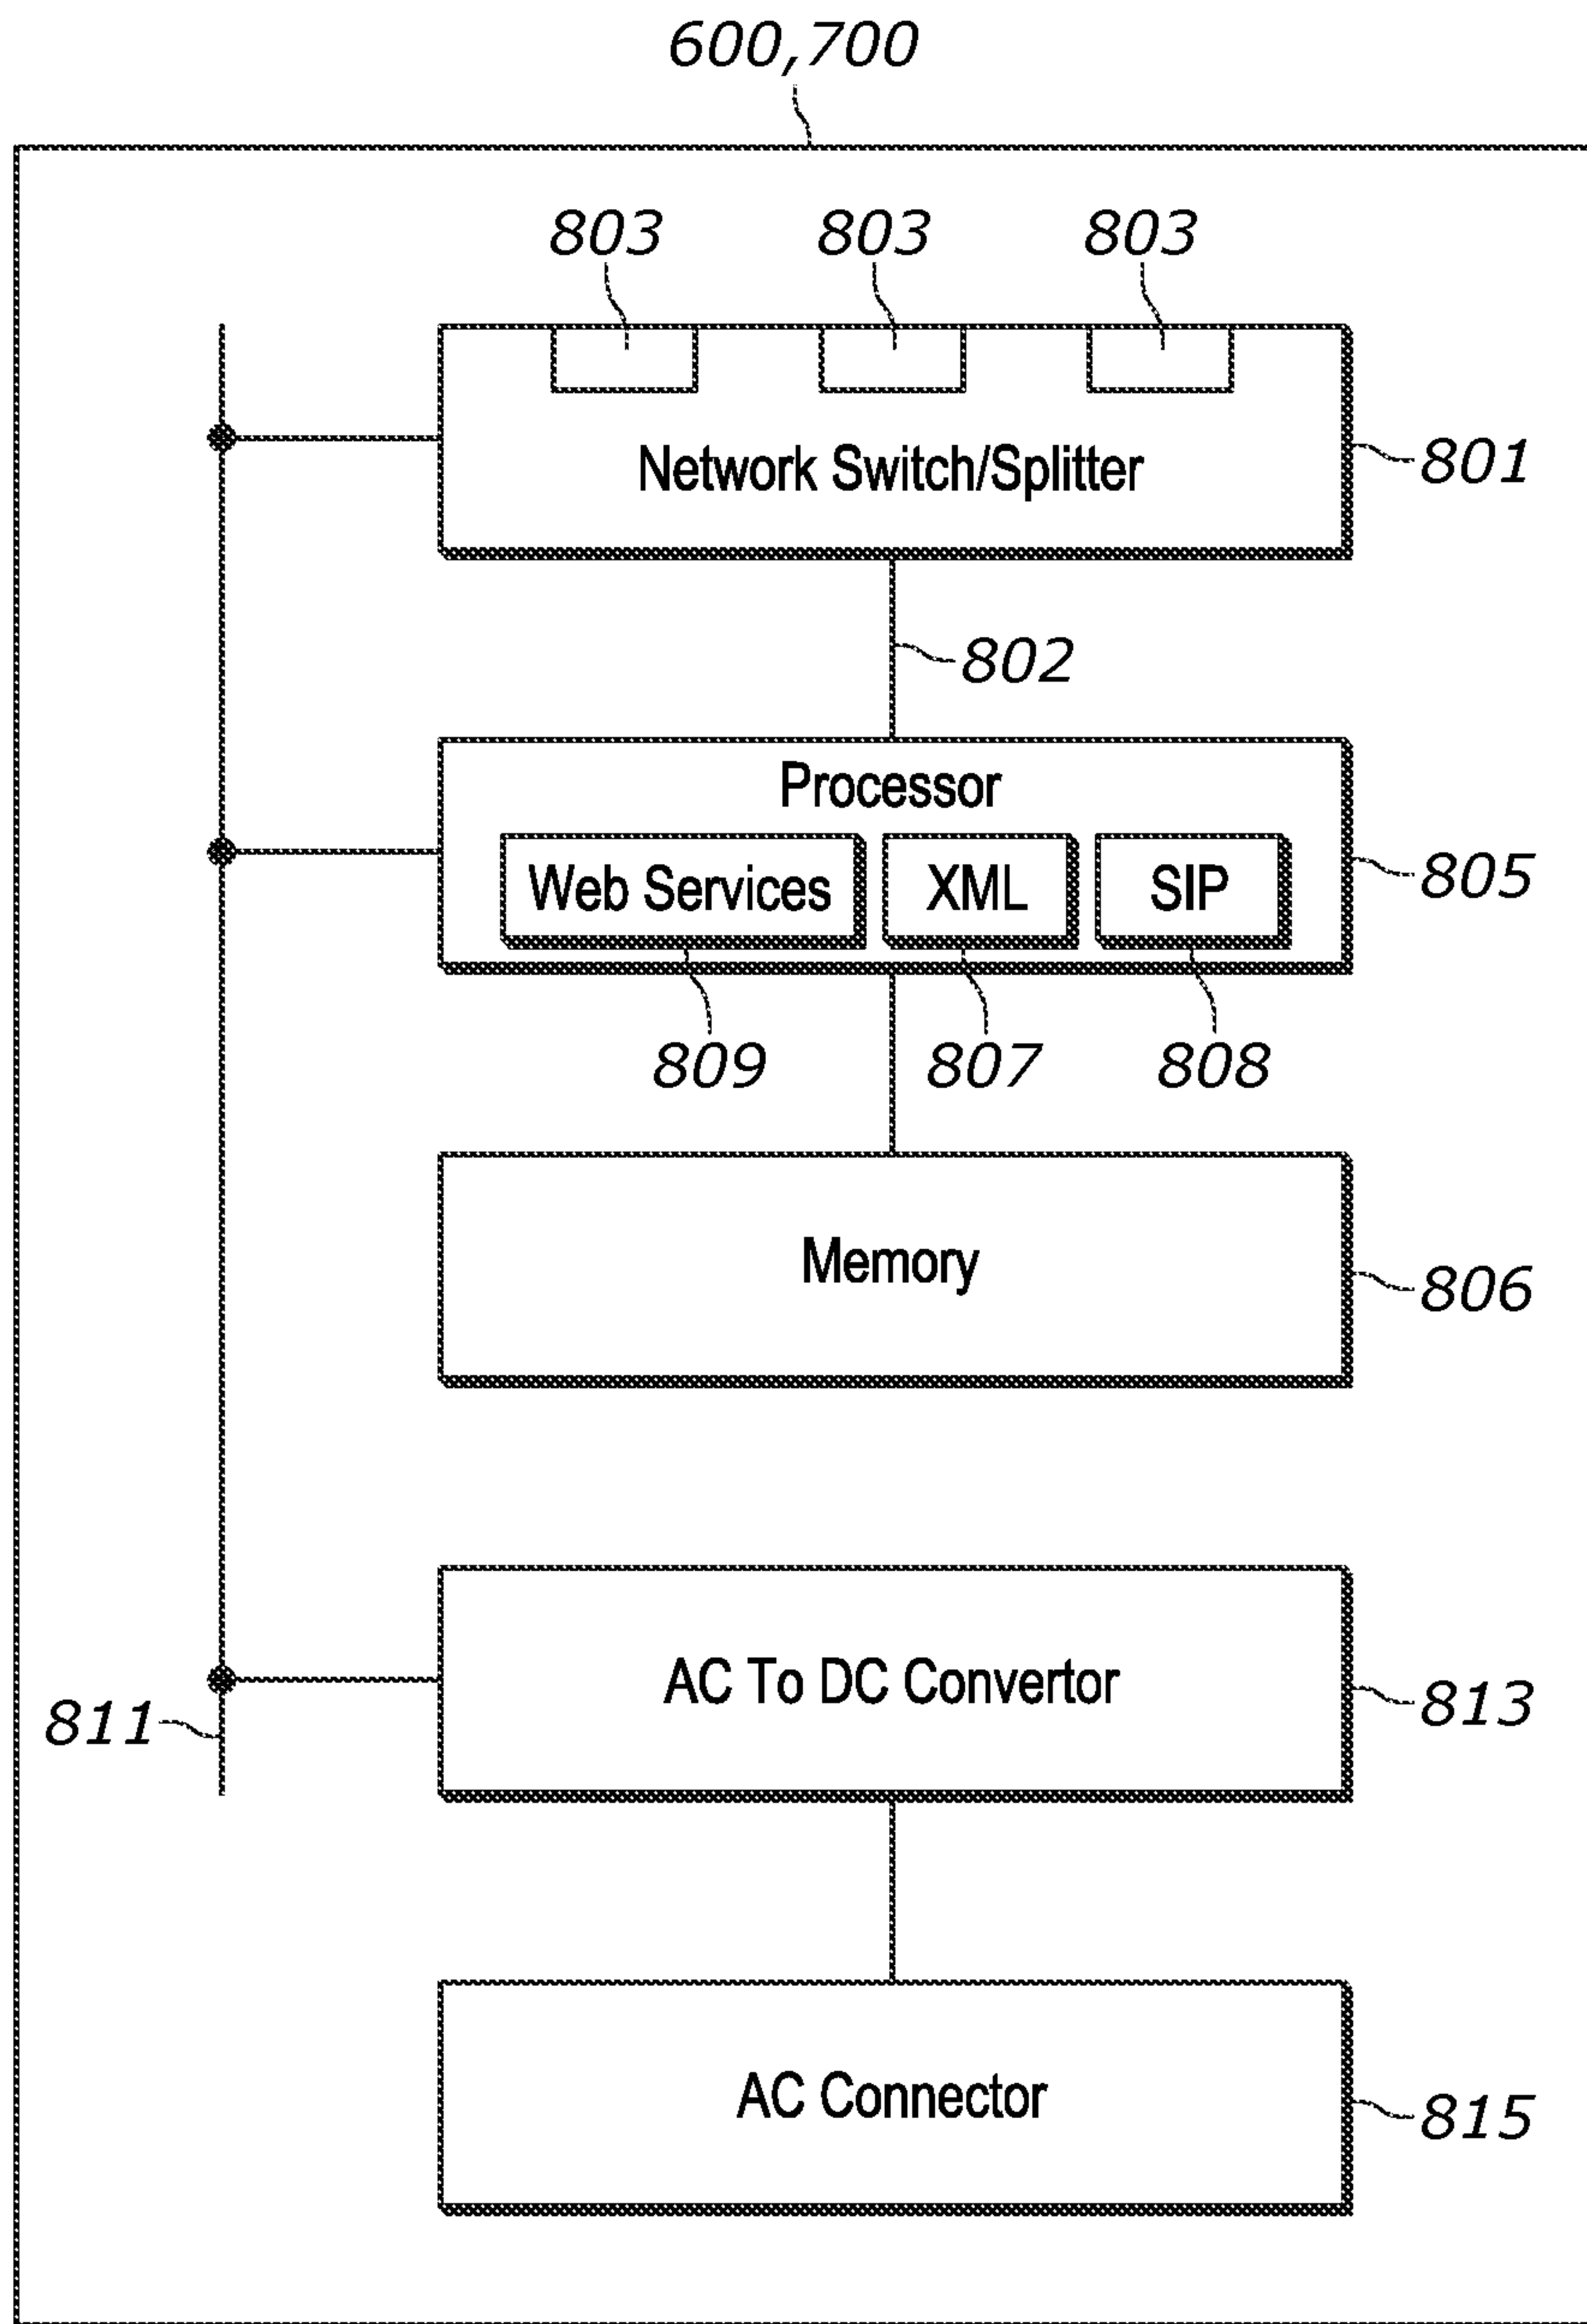 600,700
803 803 803
Network Switch/Splitter
801
802
Processor
Web Services XML SIP
805
809 807 808
Memory
806
AC To DC Convertor
813
811
AC Connector
815